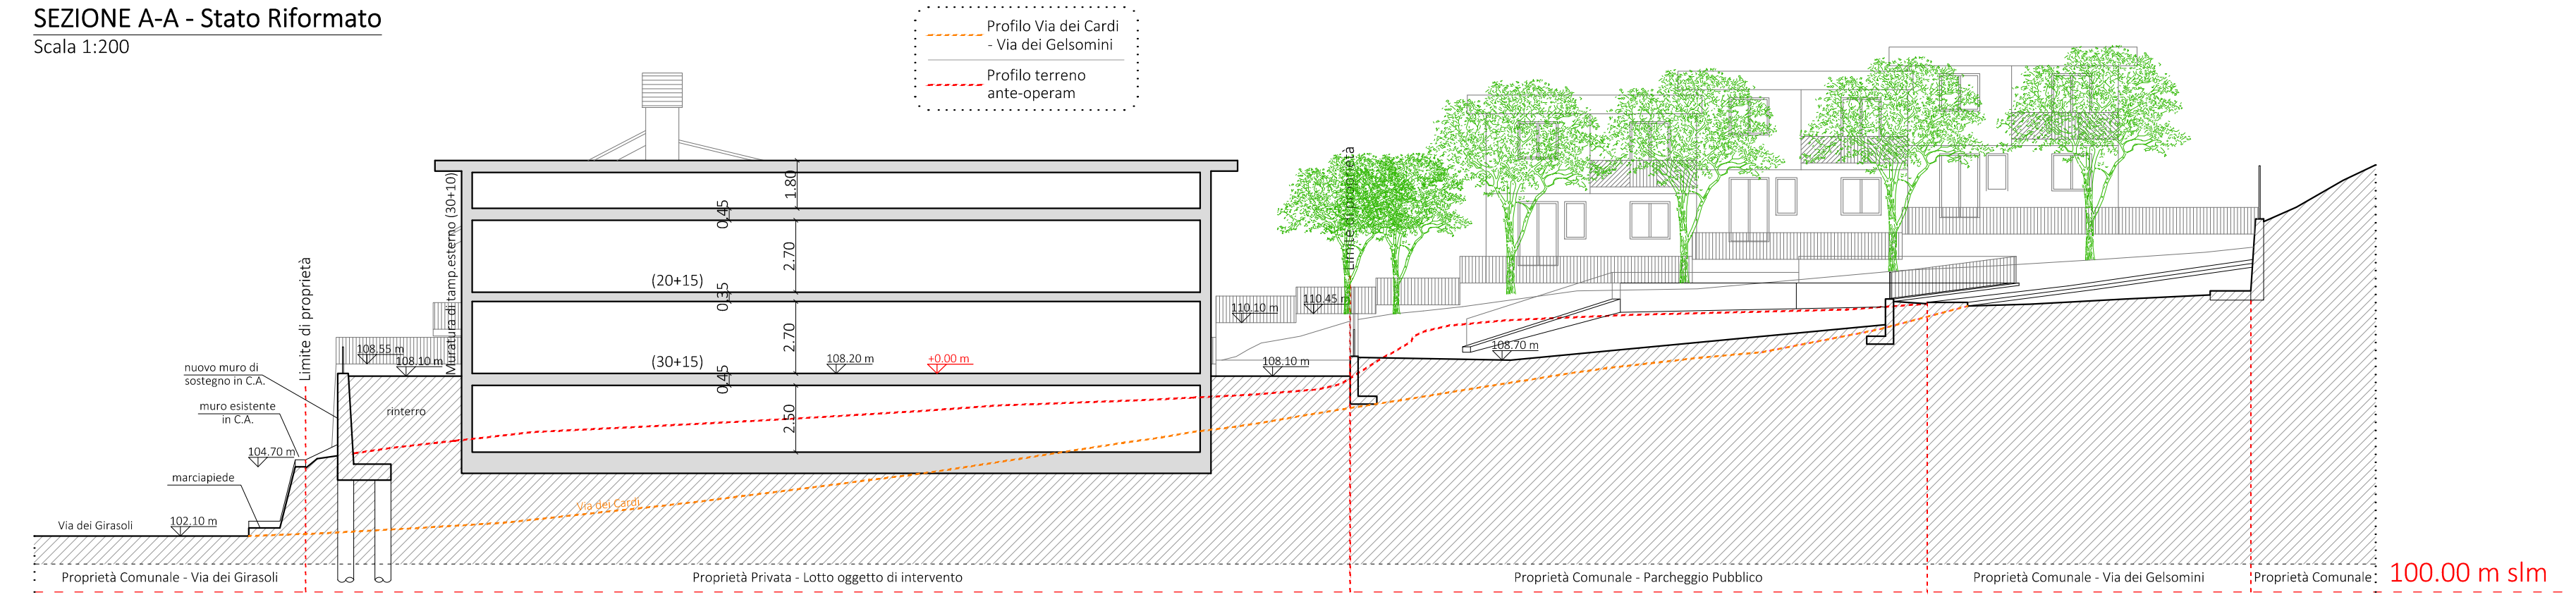 SEZIONE A-A - Stato Riformato
Scala 1:200
Profilo Via dei Cardi
- Via dei Gelsomini
Profilo terreno
ante-operam
Limite di proprietà
Muratura di tamp.esterno (30+10)
1.80
0.45
2.70
(20+15)
0.35
2.70
(30+15)
0.45
2.50
108.20 m
+0.00 m
108.55 m
108.10 m
nuovo muro di
sostegno in C.A.
muro esistente
in C.A.
rinterro
104.70 m
marciapiede
Via dei Girasoli
102.10 m
Via dei Cardi
110.10 m
110.45 m
108.10 m
Limite di proprietà
108.70 m
Proprietà Comunale - Via dei Girasoli
Proprietà Privata - Lotto oggetto di intervento
Proprietà Comunale - Parcheggio Pubblico
Proprietà Comunale - Via dei Gelsomini
Proprietà Comunale
100.00 m slm